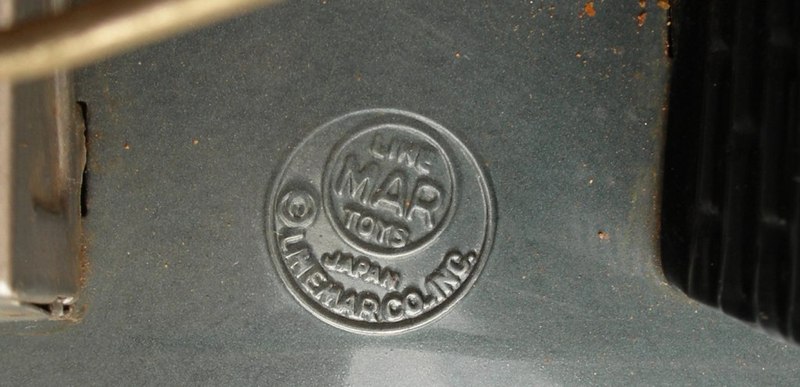 LINE
MAR
TOYS
JAPAN
© LINEMAR CO. INC.